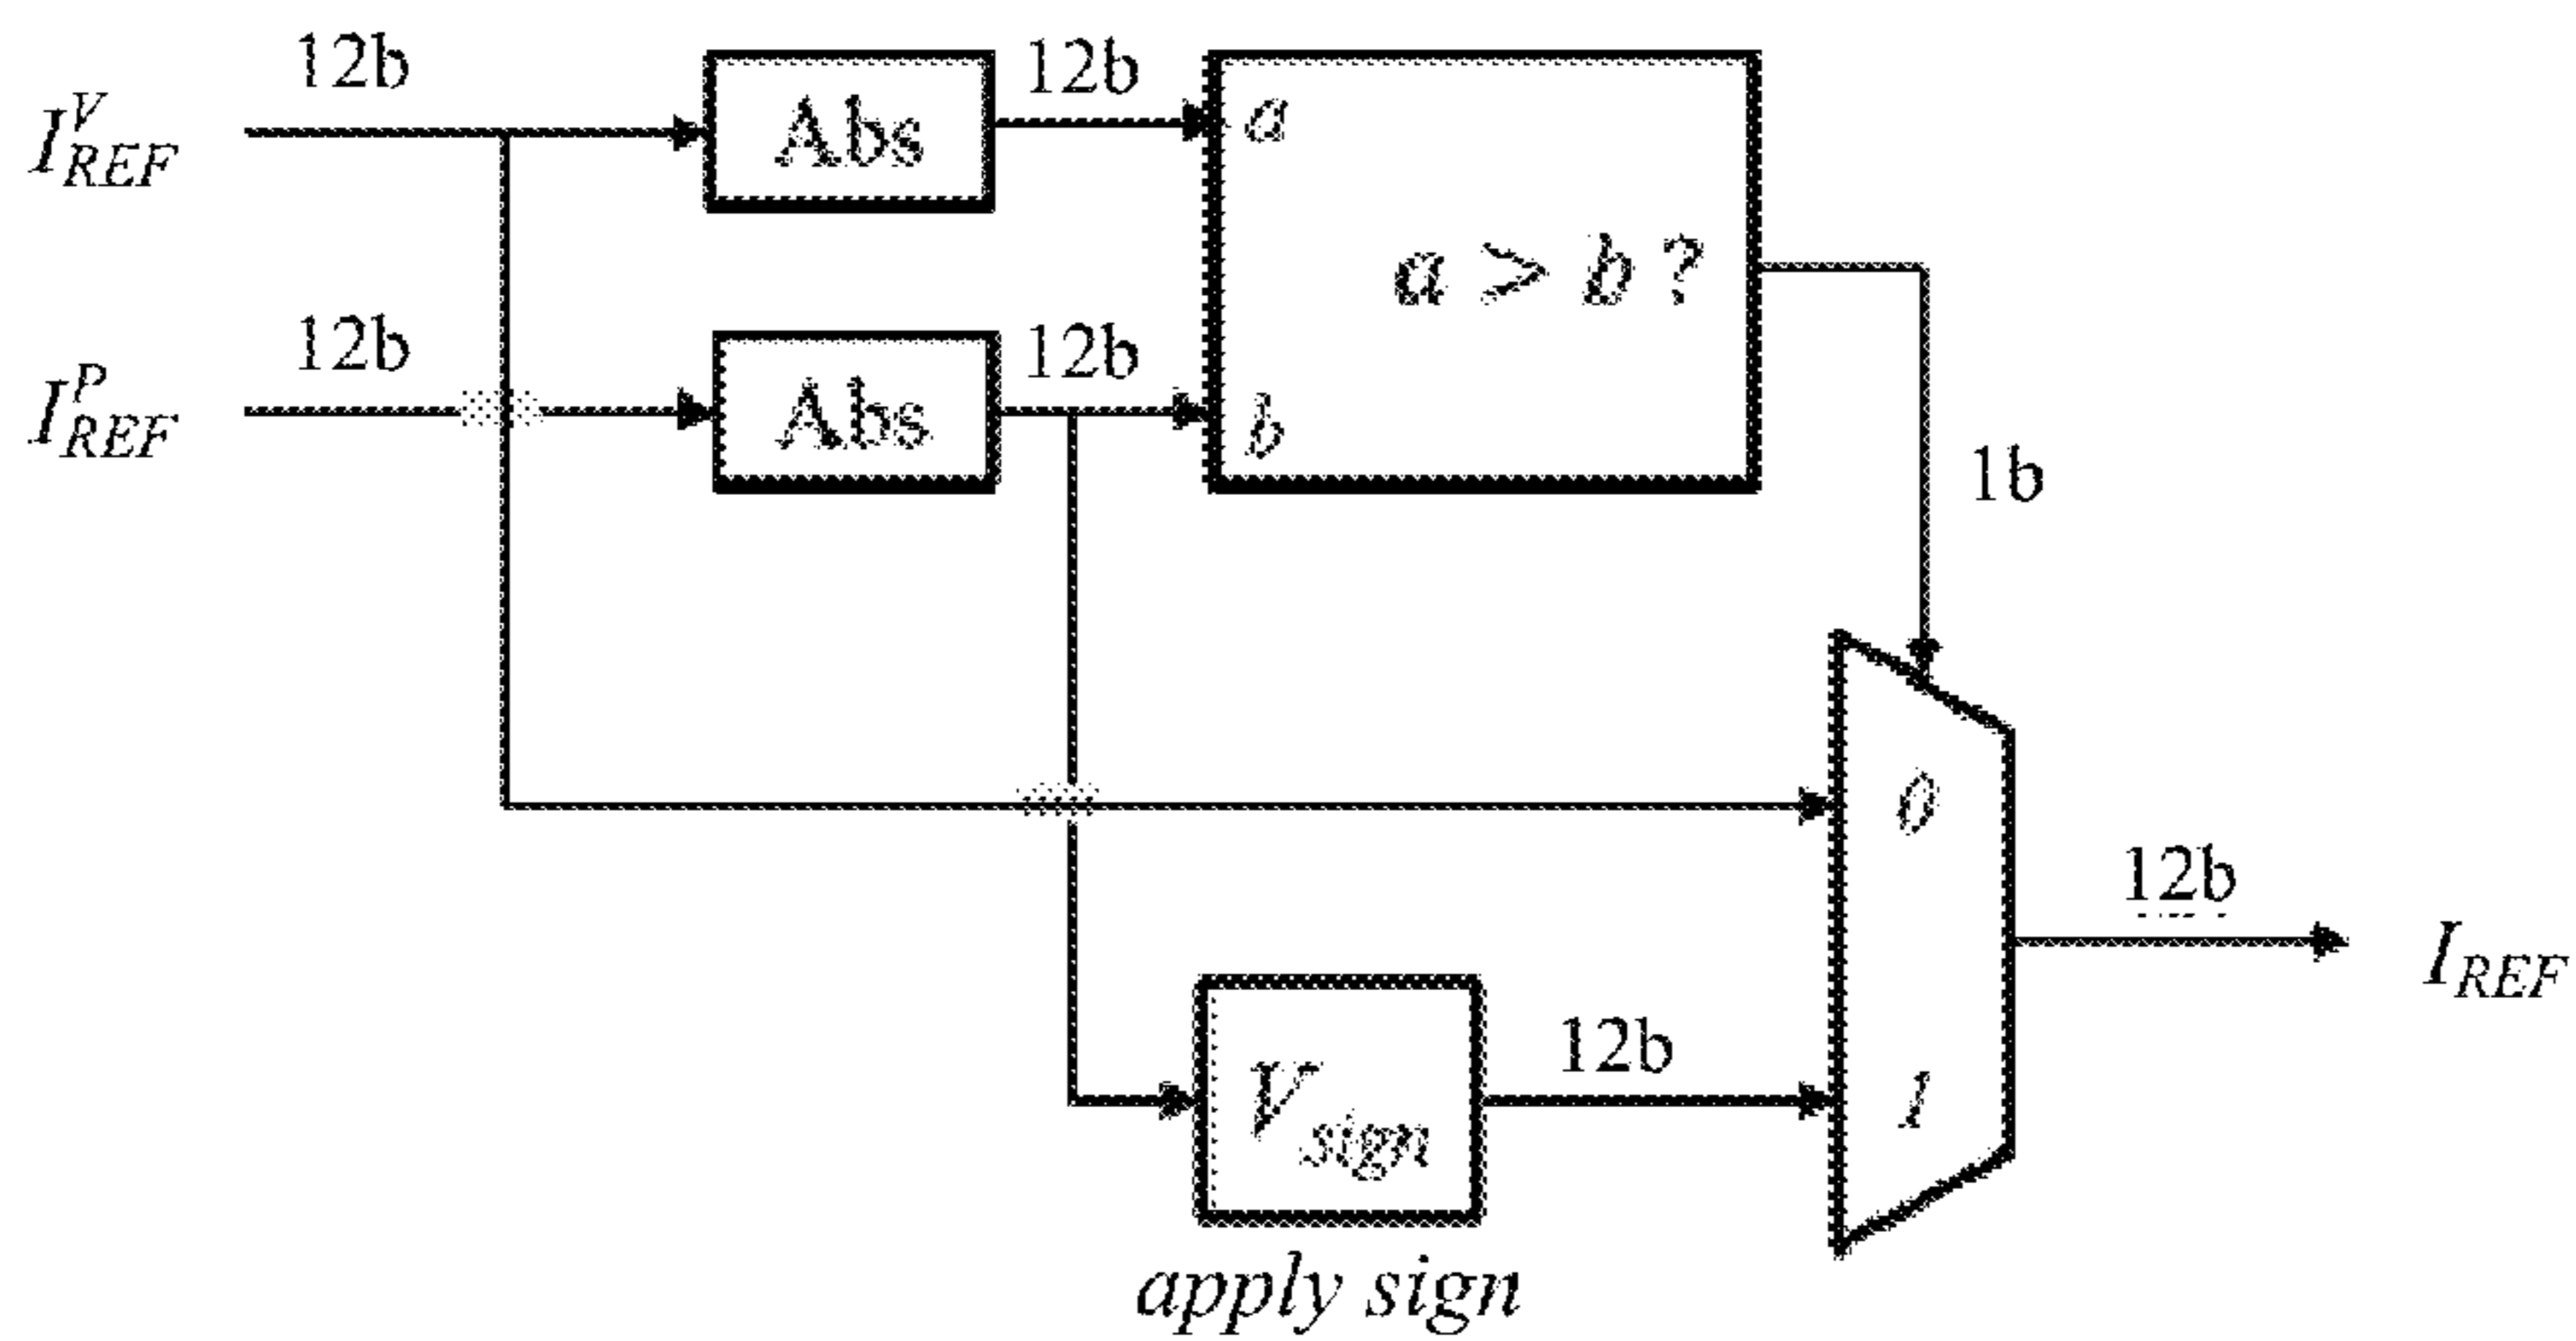 12b
I^V_REF
Abs
12b
a
a > b ?
12b
I^P_REF
Abs
12b
b
1b
0
12b
I_REF
V_sign
12b
1
apply sign